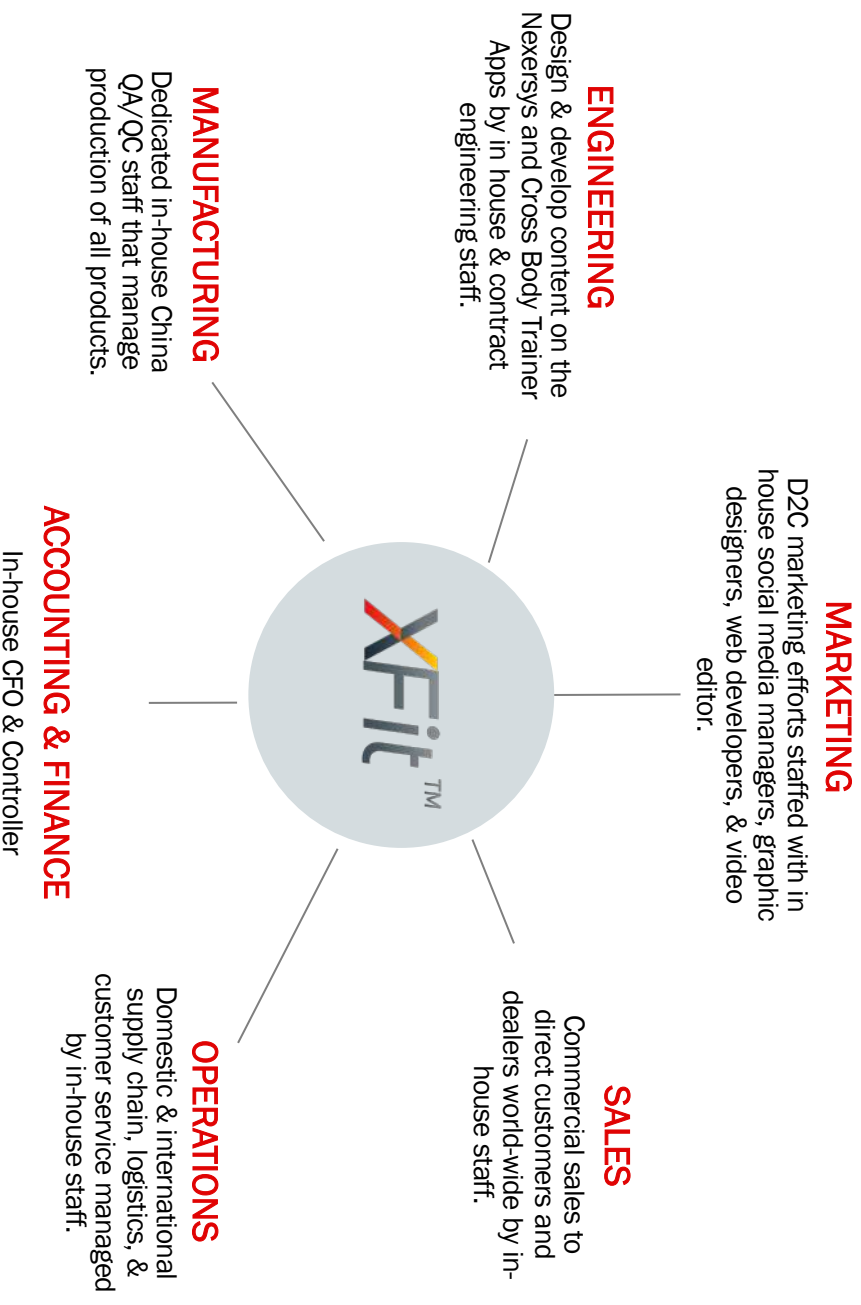 MARKETING
D2C marketing efforts staffed with in
house social media managers, graphic
designers, web developers, & video
editor.
ENGINEERING
Design & develop content on the
Nexersys and Cross Body Trainer
Apps by in house & contract
engineering staff.
SALES
Commercial sales to
direct customers and
dealers world-wide by in-
house staff.
XFit™
MANUFACTURING
Dedicated in-house China
QA/QC staff that manage
production of all products.
OPERATIONS
Domestic & international
supply chain, logistics, &
customer service managed
by in-house staff.
ACCOUNTING & FINANCE
In-house CFO & Controller